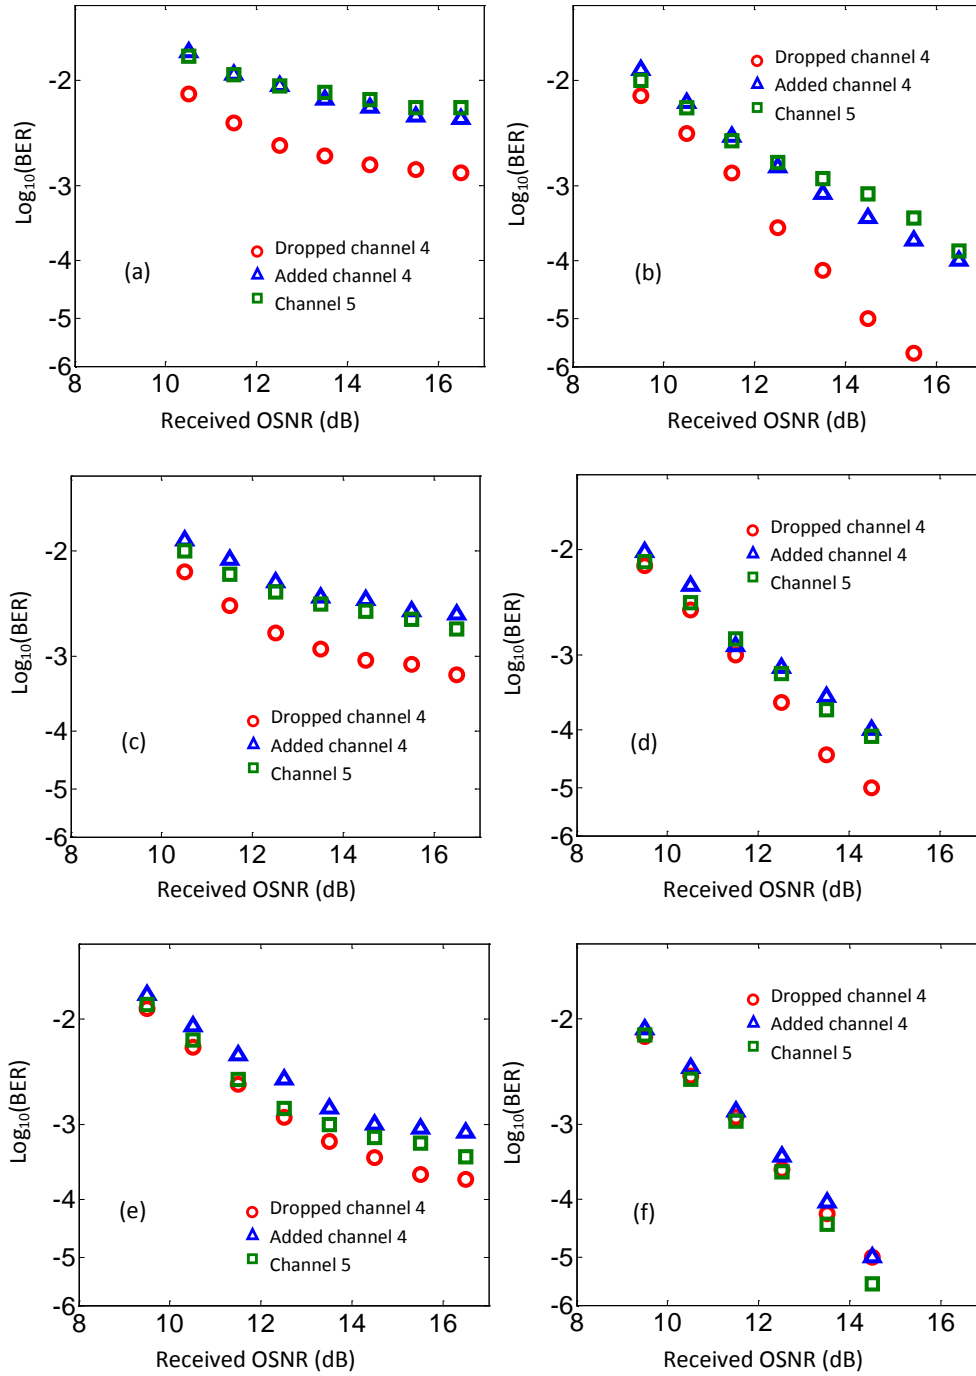 -2
-3
-4
-5
-6
Log10(BER)
(a)
Dropped channel 4
Added channel 4
Channel 5
8
10
12
14
16
Received OSNR (dB)
-2
-3
-4
-5
-6
Log10(BER)
Dropped channel 4
Added channel 4
Channel 5
(b)
8
10
12
14
16
Received OSNR (dB)
-2
-3
-4
-5
-6
Log10(BER)
(c)
Dropped channel 4
Added channel 4
Channel 5
8
10
12
14
16
Received OSNR (dB)
-2
-3
-4
-5
-6
Log10(BER)
Dropped channel 4
Added channel 4
Channel 5
(d)
8
10
12
14
16
Received OSNR (dB)
-2
-3
-4
-5
-6
Log10(BER)
(e)
Dropped channel 4
Added channel 4
Channel 5
8
10
12
14
16
Received OSNR (dB)
-2
-3
-4
-5
-6
Log10(BER)
Dropped channel 4
Added channel 4
Channel 5
(f)
8
10
12
14
16
Received OSNR (dB)